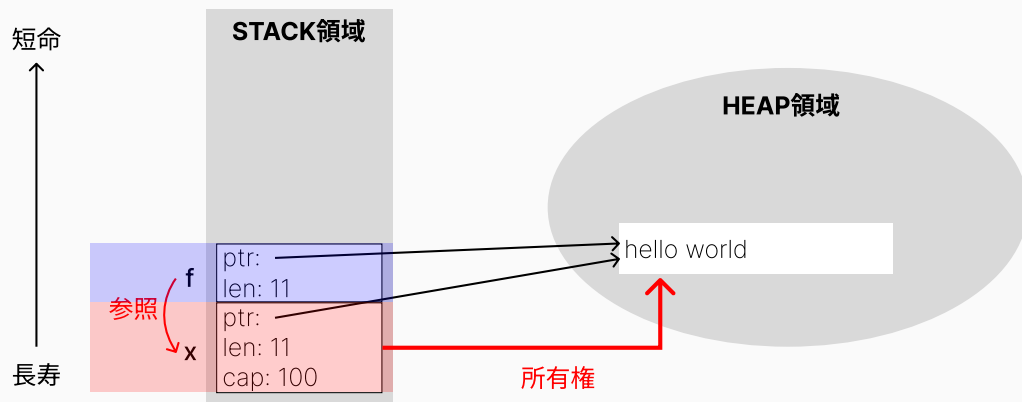 短命
STACK領域
HEAP領域
ptr:
len: 11
f
hello world
参照
ptr:
x
len: 11
cap: 100
長寿
所有権